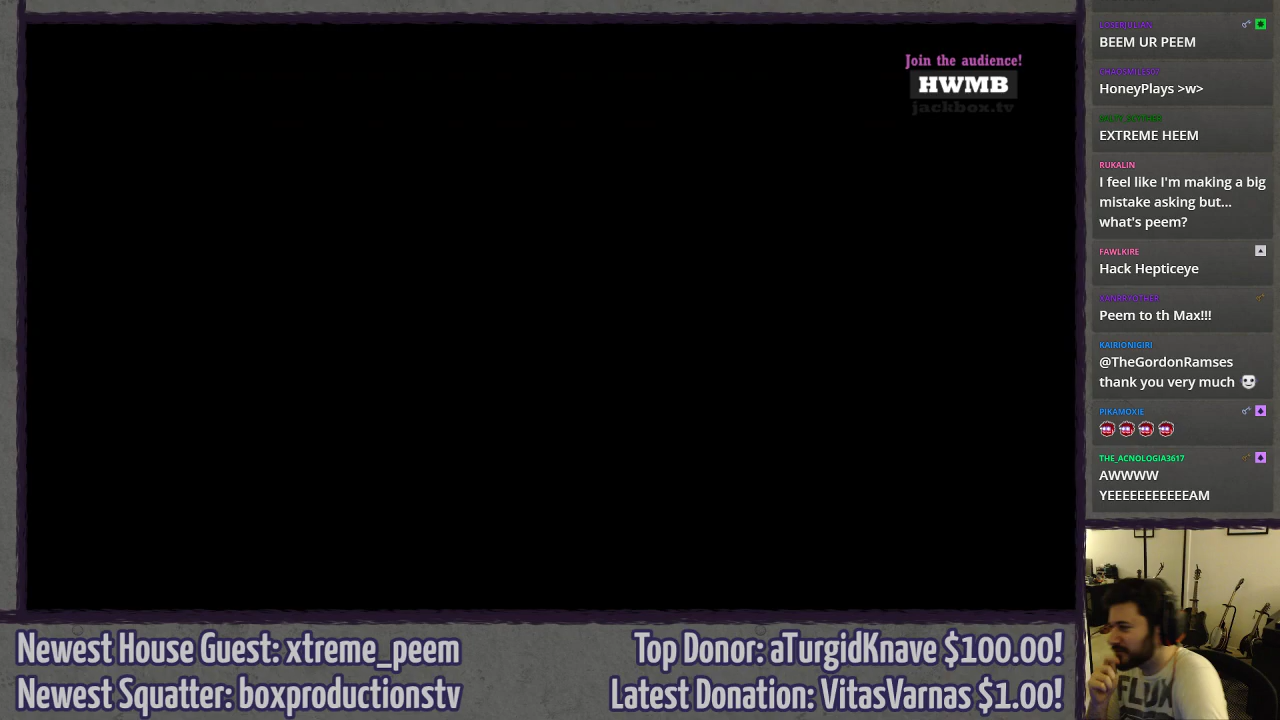 Join the audience!
HWMB
jackbox.tv
BEEM UR PEEM
HoneyPlays >w>
EXTREME HEEM
RUKALIN
I feel like I'm making a big
mistake asking but...
what's peem?
FAWLKIRE
Hack Hepticeye
Peem to th Max!!!
KAIRIONIGIRI
@TheGordonRamses
thank you very much
PIKAMOXIE
THE_ACNOLOGIA3617
AWWWW
YEEEEEEEEEEEAM
FLUX
Newest House Guest: xtreme_peem
Newest Squatter: boxproductionstv
Top Donor: aTurgidKnave $100.00!
Latest Donation: VitasVarnas $1.00!